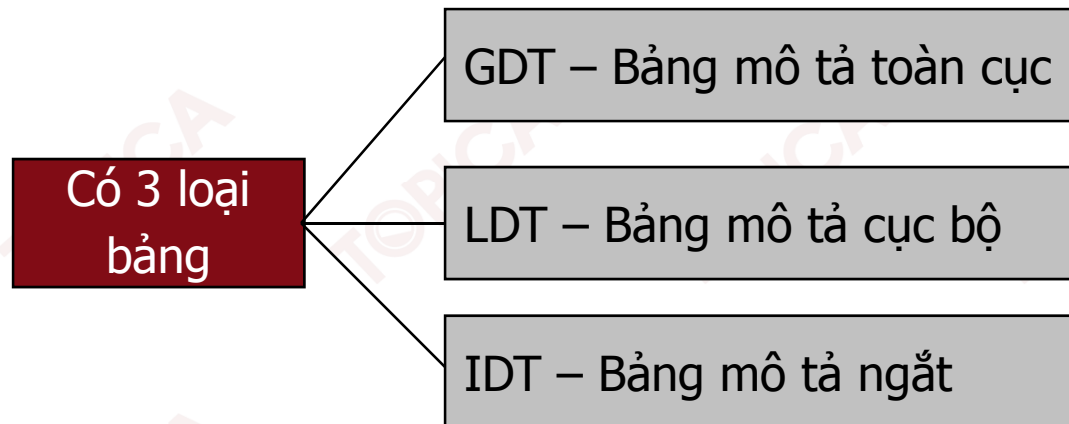 GDT – Bảng mô tả toàn cục
Có 3 loại
bảng
LDT – Bảng mô tả cục bộ
IDT – Bảng mô tả ngắt
TOPICA